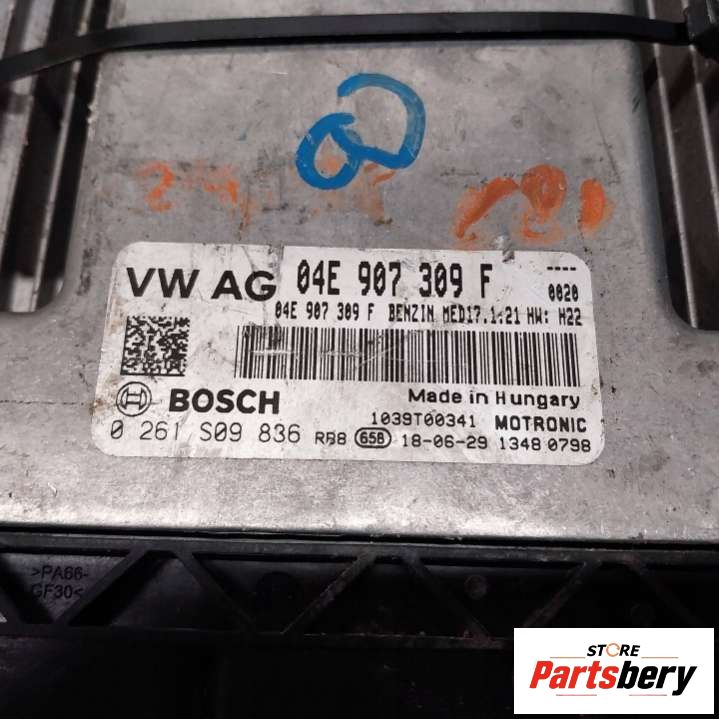 VW AG 04E 907 309 F ----
0020
04E 907 309 F BENZIN MED17.1.21 HW: H22
BOSCH Made in Hungary
1039T00341 MOTRONIC
0 261 S09 836 RB8 658 18-06-29 1348 0798
>PA66-
GF30<
STORE
Partsbery